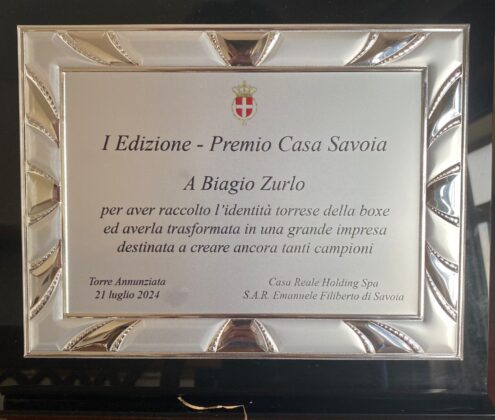 I Edizione - Premio Casa Savoia
A Biagio Zurlo
per aver raccolto l'identità torrese della boxe
ed averla trasformata in una grande impresa
destinata a creare ancora tanti campioni
Torre Annunziata
21 luglio 2024
Casa Reale Holding Spa
S.A.R. Emanuele Filiberto di Savoia